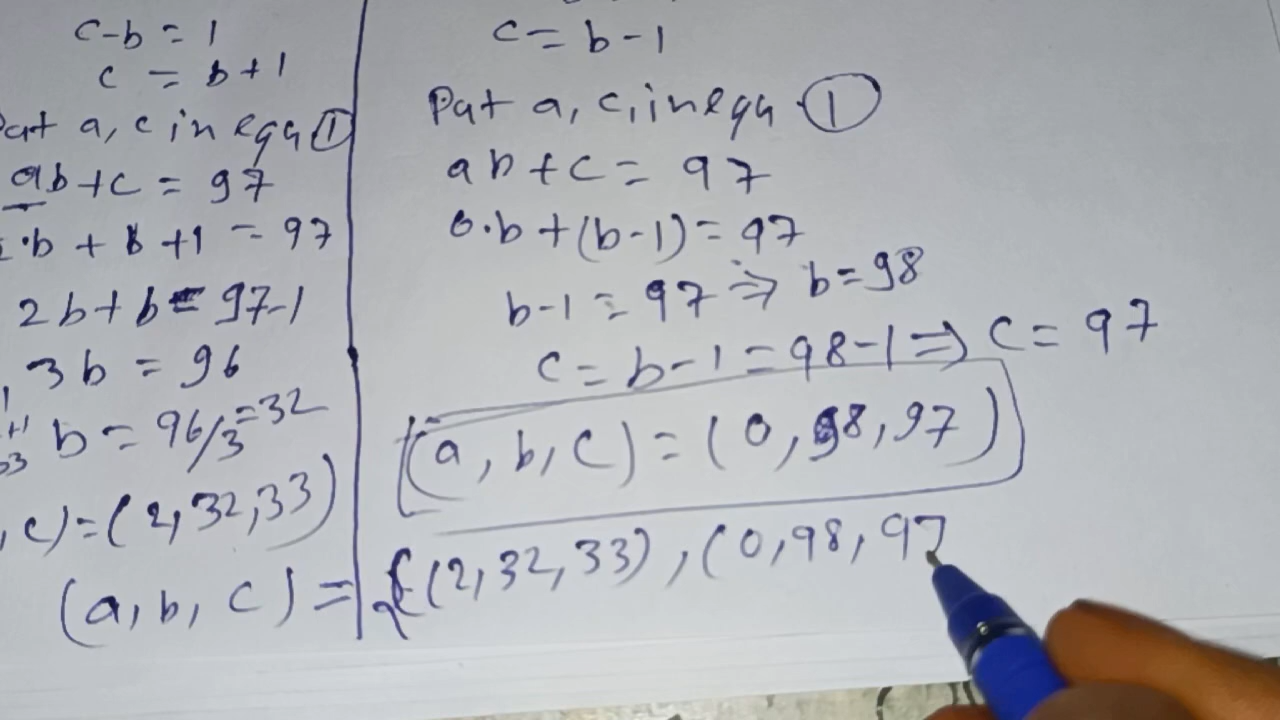 c-b = 1
c = b+1
Put a, c in eqn ①
ab+c = 97
2·b + b +1 = 97
2b+b = 97-1
3b = 96
b = 96/3 = 32
, c) = (2, 32, 33)
c = b-1
Put a, c, in eqn ①
ab+c = 97
0.b+(b-1) = 97
b-1 = 97 ⇒ b=98
c = b-1 = 98-1 ⇒ c = 97
(a, b, c) = (0, 98, 97)
(a, b, c) = {(2, 32, 33), (0, 98, 97